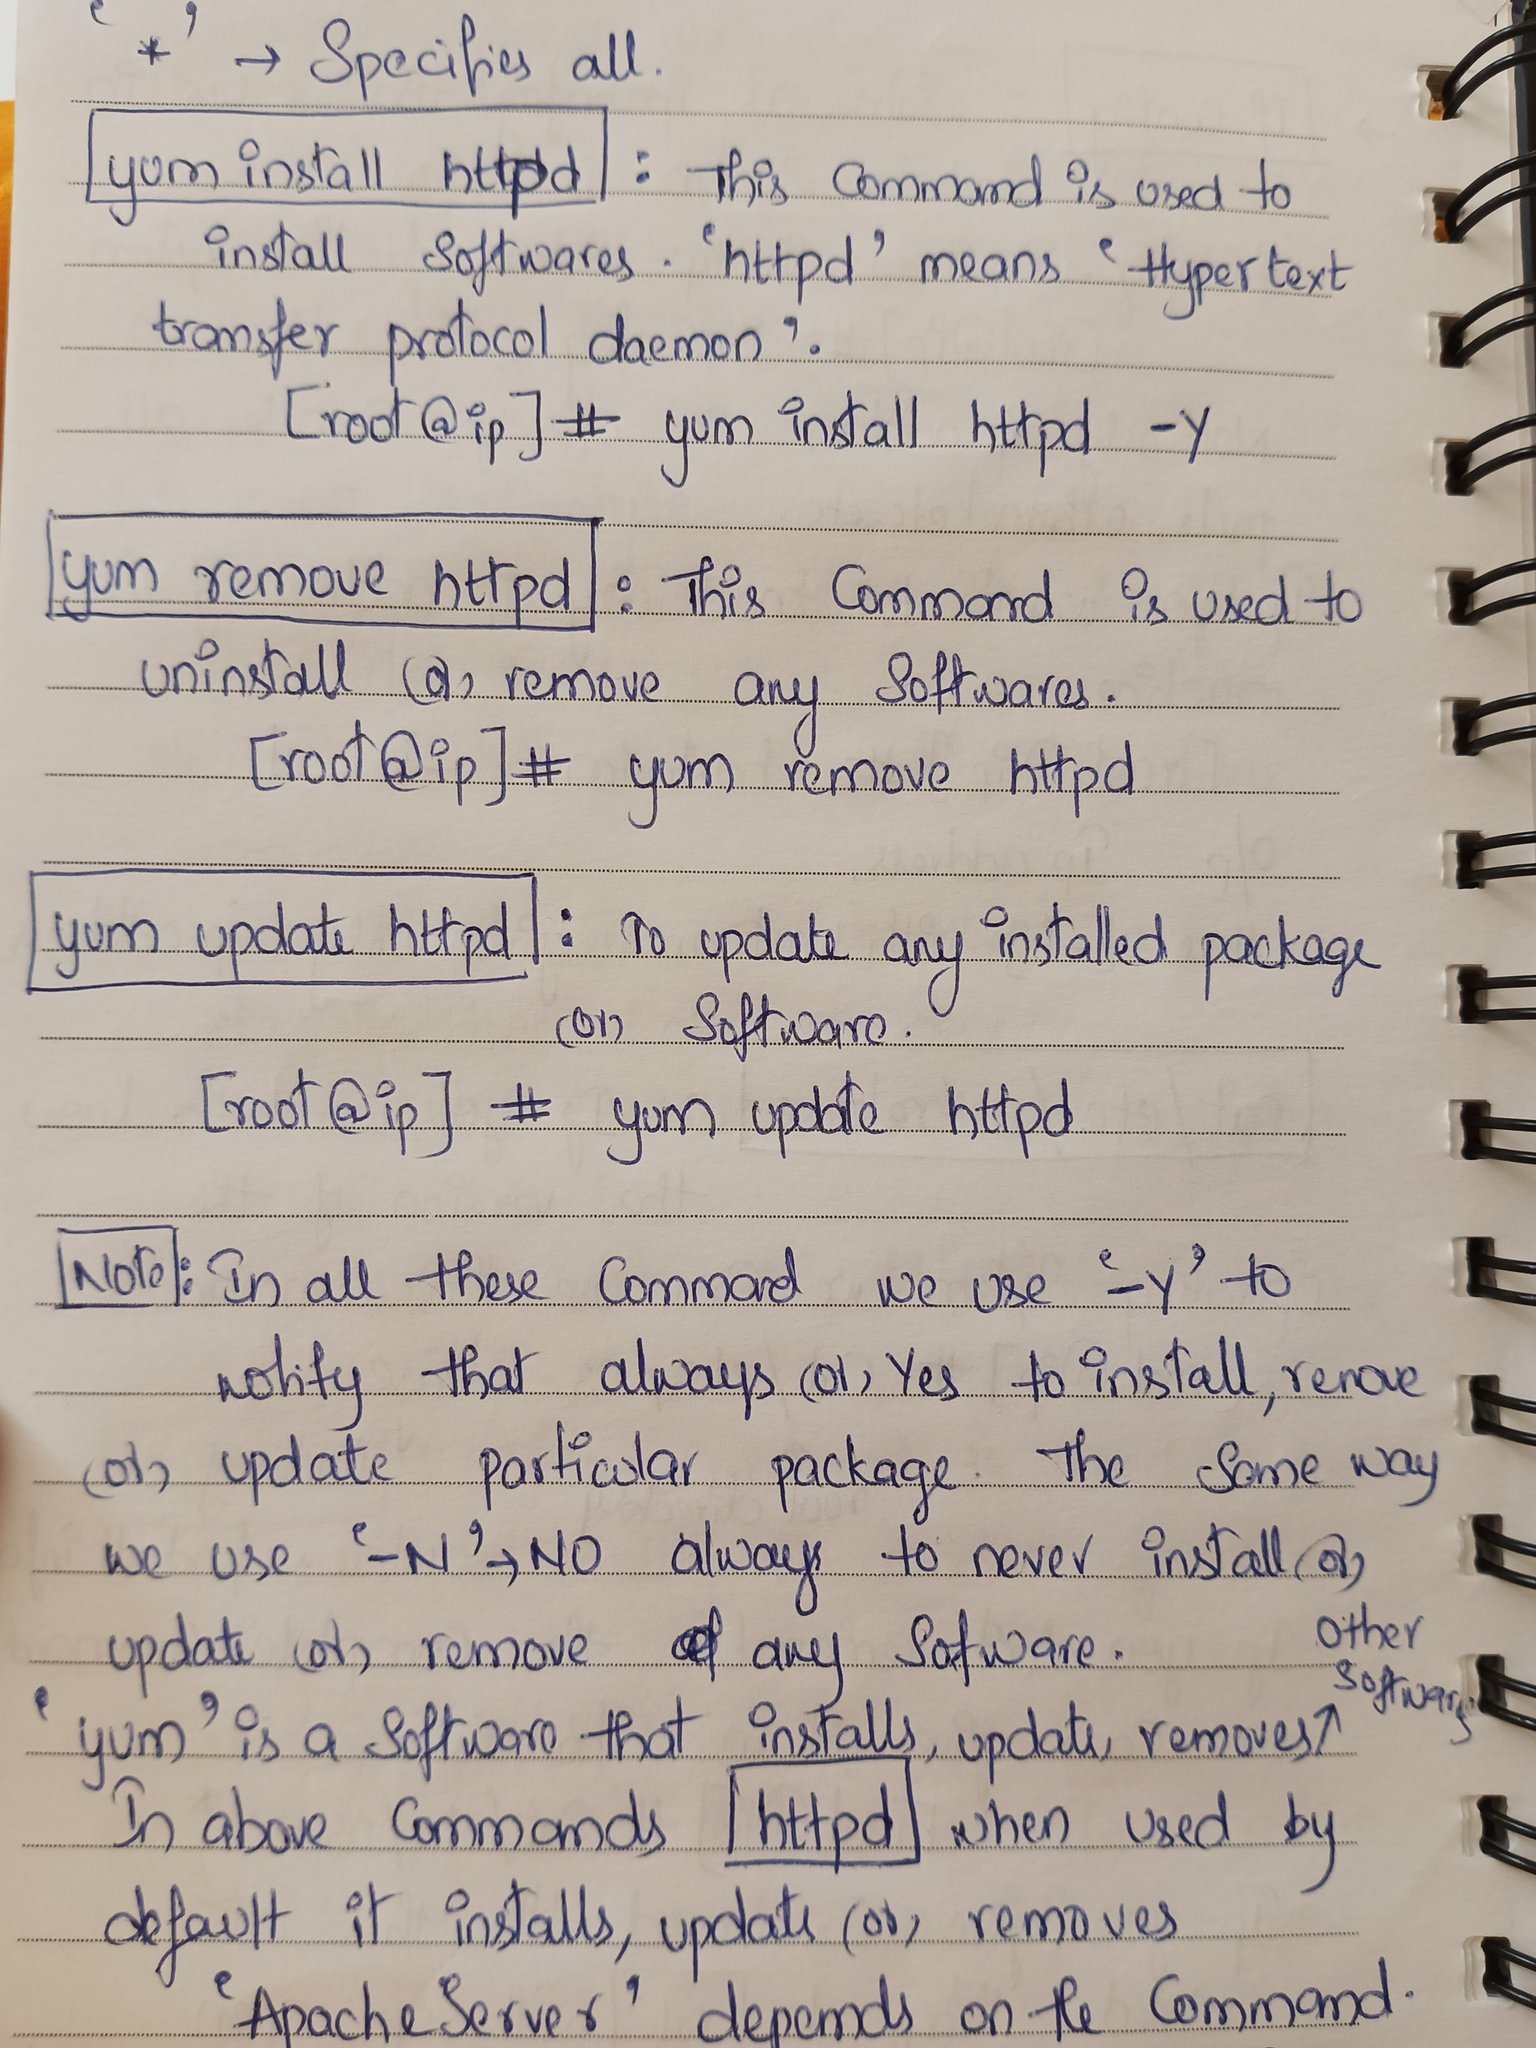 ‘*’ → Specifies all.
yum install httpd : This Command is used to
install Softwares. ‘httpd’ means ‘Hypertext
transfer protocol daemon’.
[root@ip]# yum install httpd -y
yum remove httpd : This Command is used to
uninstall (or) remove any Softwares.
[root@ip]# yum remove httpd
yum update httpd : To update any installed package
(or) Software.
[root@ip] # yum update httpd
Note: In all these Command we use ‘-y’ to
notify that always (or) Yes to install, remove
(or) update particular package. The same way
we use ‘-N’→NO always to never install (or)
update (or) remove of any Sofware.
other
softwares
‘yum’ is a Software that installs, update, removes↗
In above Commands httpd when used by
default it installs, update (or) removes
‘Apache Server’ depends on the Command.